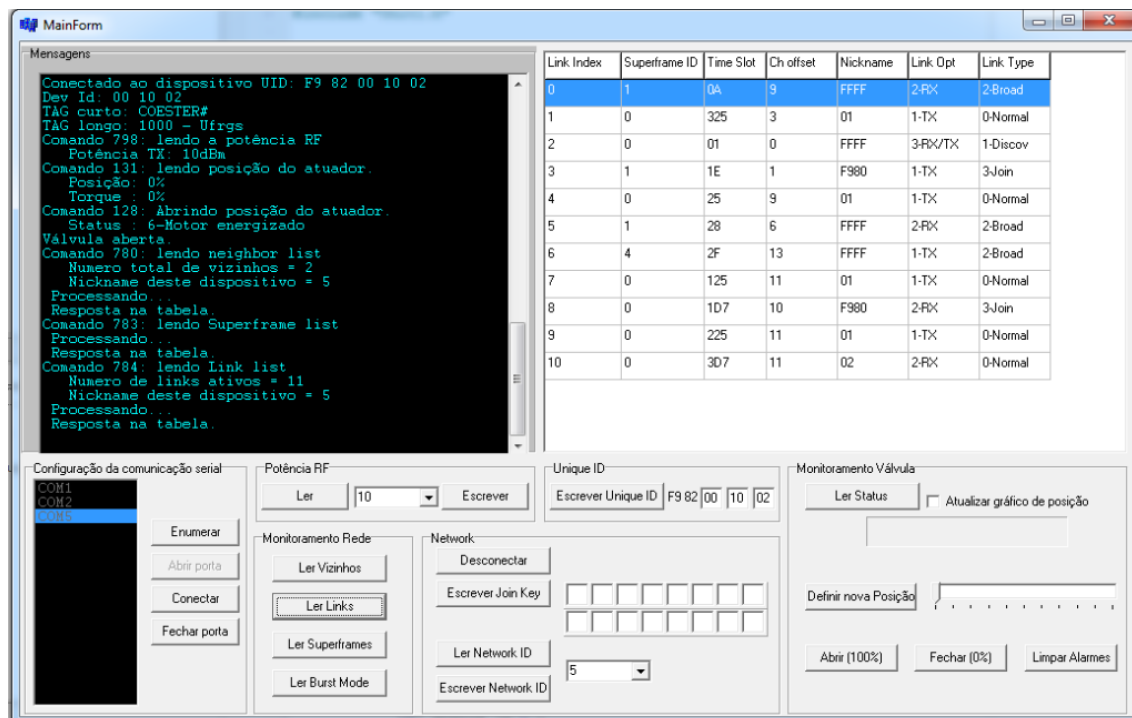 MainForm
Mensagens
Conectado ao dispositivo UID: F9 82 00 10 02
Dev Id: 00 10 02
TAG curto: COESTER#
TAG longo: 1000 - Ufrgs
Comando 798: lendo a potência RF
Potência TX: 10dBm
Comando 131: lendo posição do atuador.
Posição: 0%
Torque : 0%
Comando 128: Abrindo posição do atuador.
Status : 6-Motor energizado
Válvula aberta.
Comando 780: lendo neighbor list
Numero total de vizinhos = 2
Nickname deste dispositivo = 5
Processando...
Resposta na tabela.
Comando 783: lendo Superframe list
Processando...
Resposta na tabela.
Comando 784: lendo Link list
Numero de links ativos = 11
Nickname deste dispositivo = 5
Processando...
Resposta na tabela.
Link Index Superframe ID Time Slot Ch offset Nickname Link Opt Link Type
0 1 0A 9 FFFF 2-RX 2-Broad
1 0 325 3 01 1-TX 0-Normal
2 0 01 0 FFFF 3-RX/TX 1-Discov
3 1 1E 1 F980 1-TX 3-Join
4 0 25 9 01 1-TX 0-Normal
5 1 28 6 FFFF 2-RX 2-Broad
6 4 2F 13 FFFF 1-TX 2-Broad
7 0 125 11 01 1-TX 0-Normal
8 0 1D7 10 F980 2-RX 3-Join
9 0 225 11 01 1-TX 0-Normal
10 0 3D7 11 02 2-RX 0-Normal
Configuração da comunicação serial
COM1
COM2
COM5
Enumerar
Abrir porta
Conectar
Fechar porta
Potência RF
Ler 10 Escrever
Monitoramento Rede
Ler Vizinhos
Ler Links
Ler Superframes
Ler Burst Mode
Unique ID
Escrever Unique ID F9 82 00 10 02
Network
Desconectar
Escrever Join Key
Ler Network ID
5
Escrever Network ID
Monitoramento Válvula
Ler Status Atualizar gráfico de posição
Definir nova Posição
Abrir (100%) Fechar (0%) Limpar Alarmes